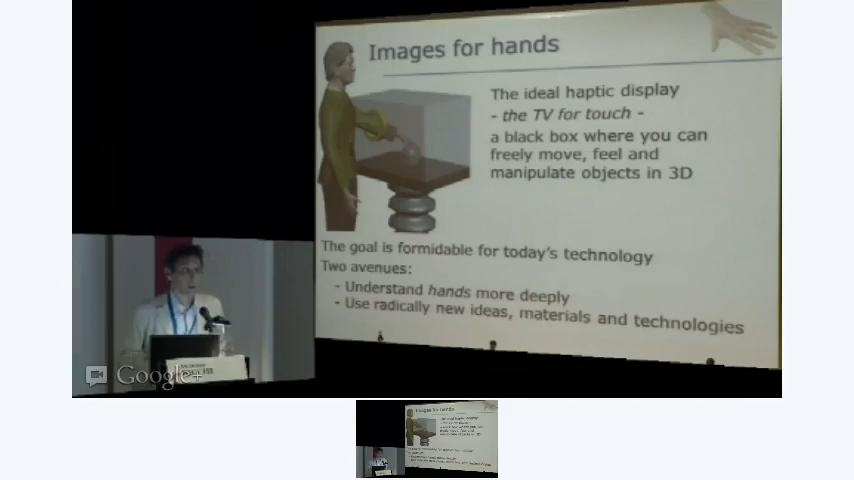 Images for hands
The ideal haptic display
- the TV for touch -
a black box where you can
freely move, feel and
manipulate objects in 3D
The goal is formidable for today's technology
Two avenues:
- Understand hands more deeply
- Use radically new ideas, materials and technologies
Google+